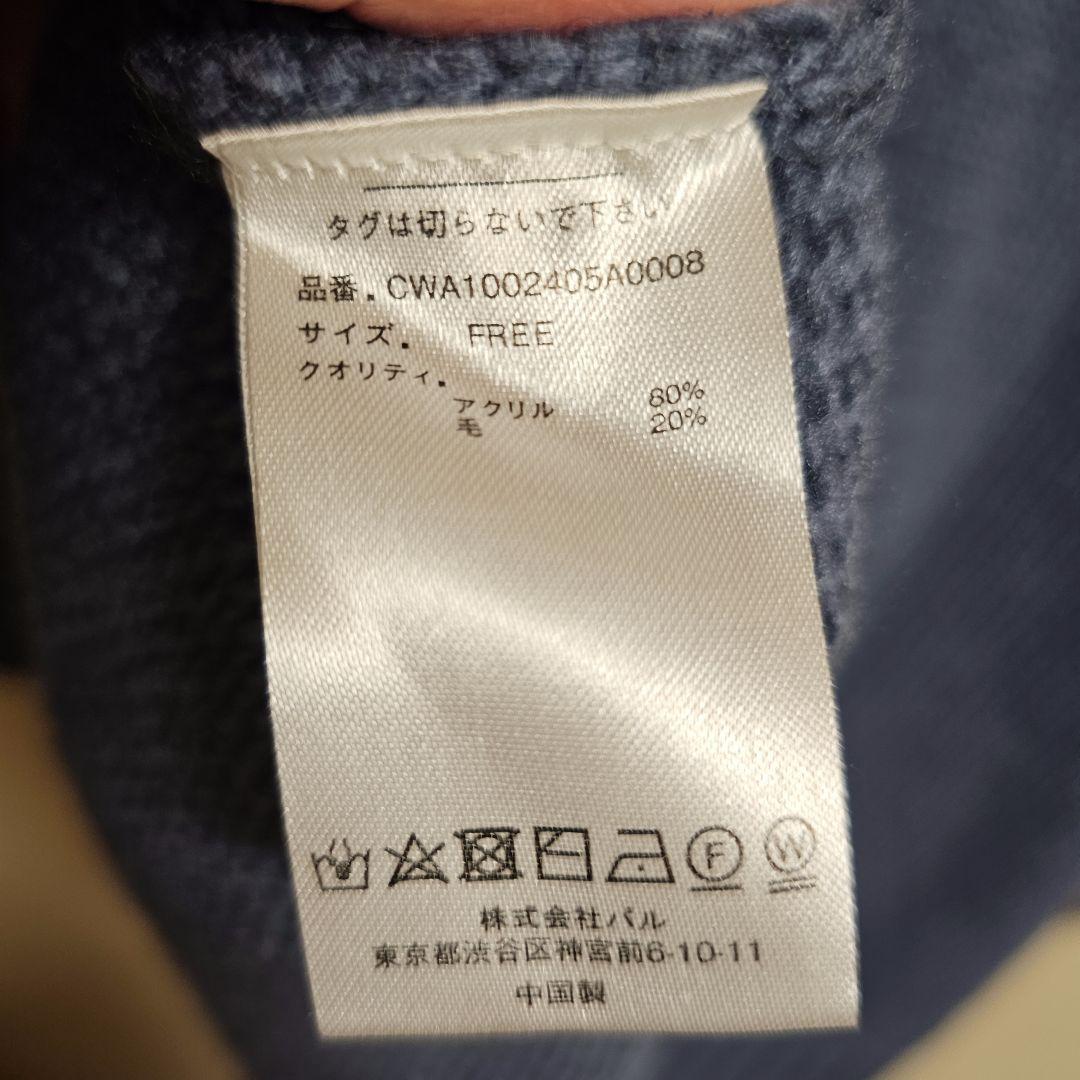 タグは切らないで下さい
品番. CWA1002405A0008
サイズ. FREE
クオリティ.
アクリル 80%
毛 20%
F W
株式会社パル
東京都渋谷区神宮前6-10-11
中国製